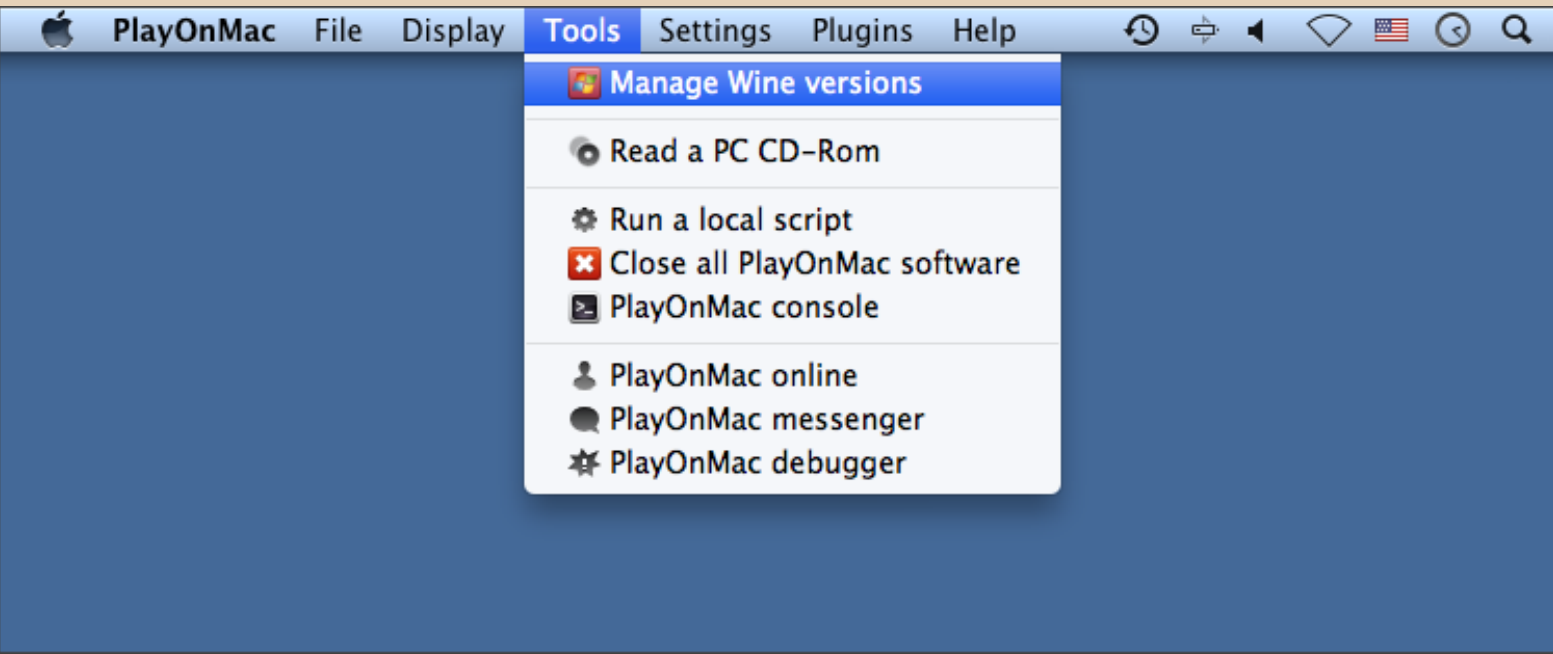 PlayOnMac File Display Tools Settings Plugins Help
Manage Wine versions
Read a PC CD-Rom
Run a local script
Close all PlayOnMac software
PlayOnMac console
PlayOnMac online
PlayOnMac messenger
PlayOnMac debugger